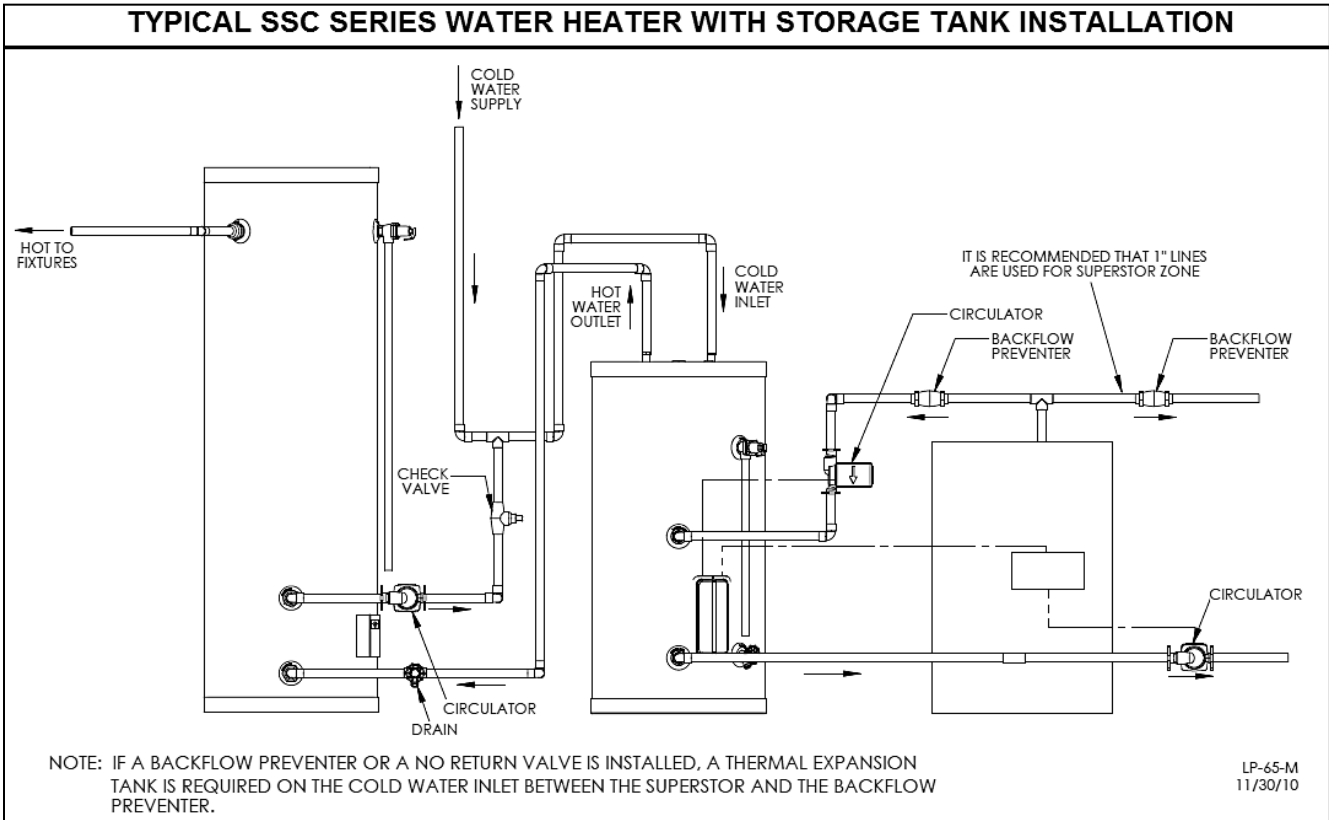 TYPICAL SSC SERIES WATER HEATER WITH STORAGE TANK INSTALLATION
COLD
WATER
SUPPLY
HOT TO
FIXTURES
HOT
WATER
OUTLET
COLD
WATER
INLET
IT IS RECOMMENDED THAT 1" LINES
ARE USED FOR SUPERSTOR ZONE
CIRCULATOR
BACKFLOW
PREVENTER
BACKFLOW
PREVENTER
CHECK
VALVE
CIRCULATOR
CIRCULATOR
DRAIN
NOTE: IF A BACKFLOW PREVENTER OR A NO RETURN VALVE IS INSTALLED, A THERMAL EXPANSION
TANK IS REQUIRED ON THE COLD WATER INLET BETWEEN THE SUPERSTOR AND THE BACKFLOW
PREVENTER.
LP-65-M
11/30/10